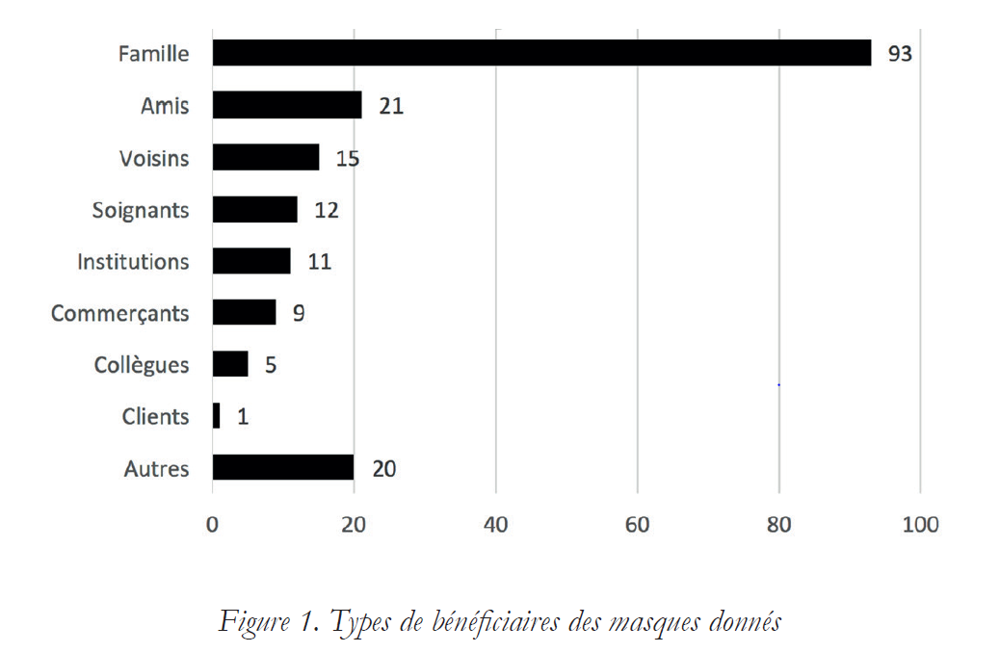 Famille 93
Amis 21
Voisins 15
Soignants 12
Institutions 11
Commerçants 9
Collègues 5
Clients 1
Autres 20
0 20 40 60 80 100
Figure 1. Types de bénéficiaires des masques donnés